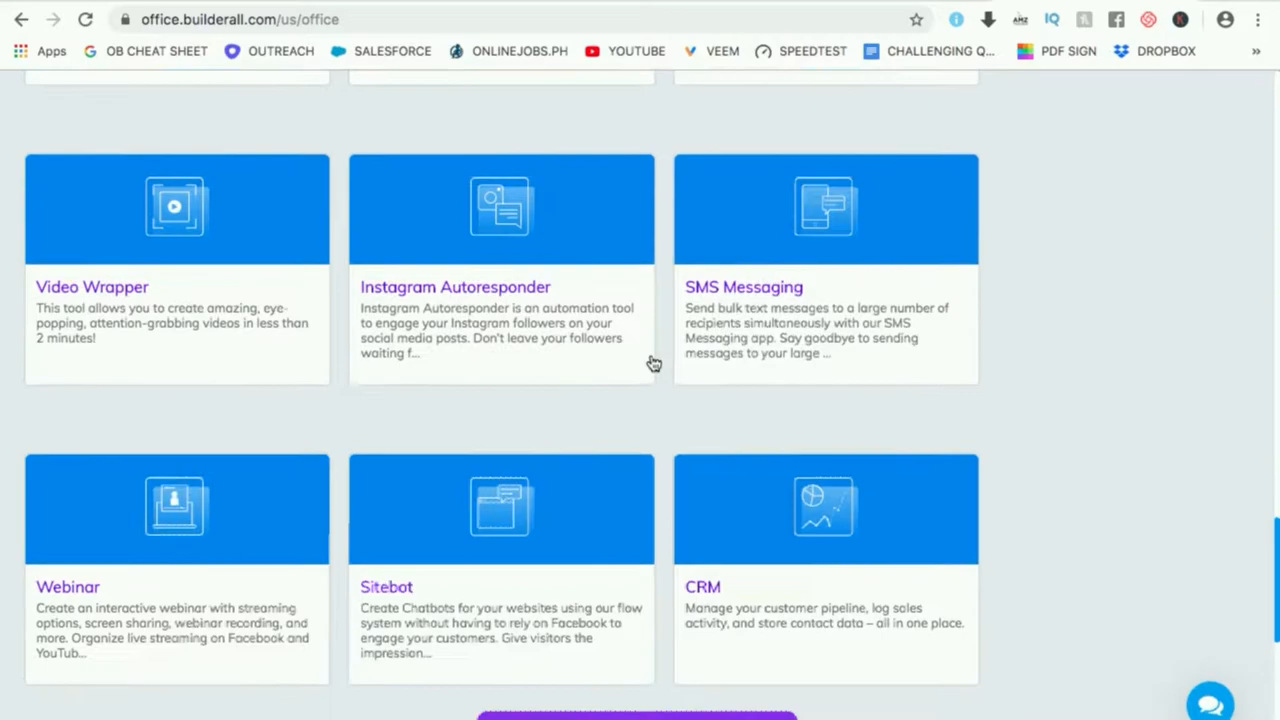 office.builderall.com/us/office
Apps
OB CHEAT SHEET
OUTREACH
SALESFORCE
ONLINEJOBS.PH
YOUTUBE
VEEM
SPEEDTEST
CHALLENGING Q...
PDF SIGN
DROPBOX
»
AMZ
IQ
Video Wrapper
This tool allows you to create amazing, eye-
popping, attention-grabbing videos in less than
2 minutes!
Instagram Autoresponder
Instagram Autoresponder is an automation tool
to engage your Instagram followers on your
social media posts. Don't leave your followers
waiting f...
SMS Messaging
Send bulk text messages to a large number of
recipients simultaneously with our SMS
Messaging app. Say goodbye to sending
messages to your large ...
Webinar
Create an interactive webinar with streaming
options, screen sharing, webinar recording, and
more. Organize live streaming on Facebook and
YouTub...
Sitebot
Create Chatbots for your websites using our flow
system without having to rely on Facebook to
engage your customers. Give visitors the
impression...
CRM
Manage your customer pipeline, log sales
activity, and store contact data – all in one place.